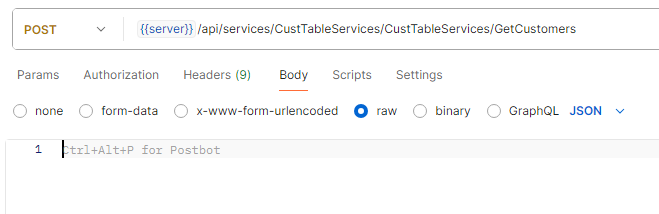 POST {{server}} /api/services/CustTableServices/CustTableServices/GetCustomers
Params Authorization Headers (9) Body Scripts Settings
none form-data x-www-form-urlencoded raw binary GraphQL JSON
1 Ctrl+Alt+P for Postbot